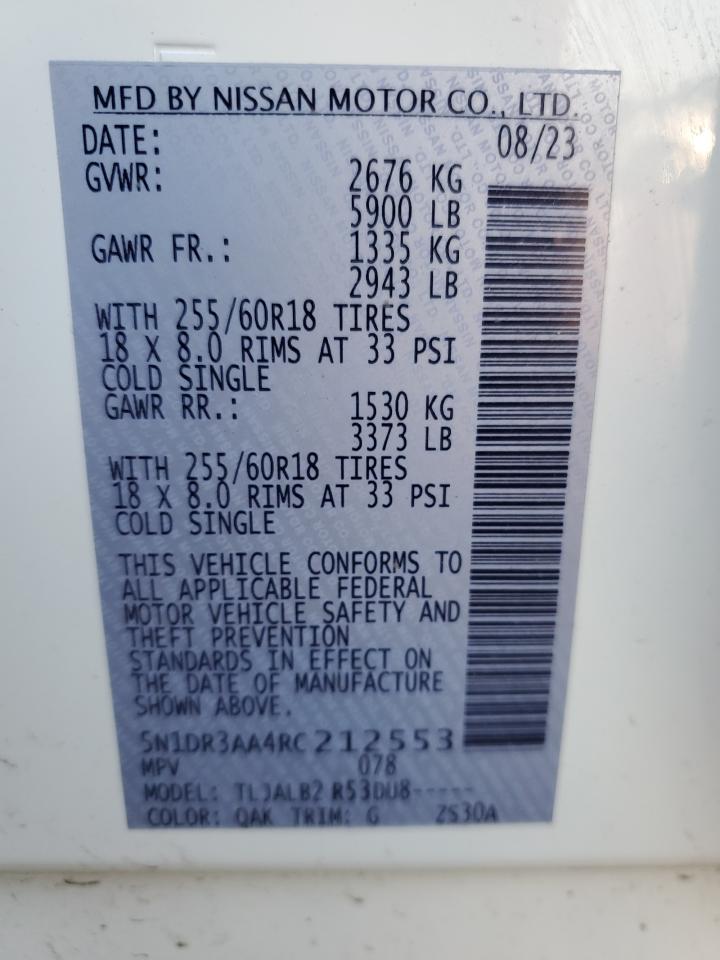 MFD BY NISSAN MOTOR CO., LTD.
DATE: 08/23
GVWR: 2676 KG
5900 LB
GAWR FR.: 1335 KG
2943 LB
WITH 255/60R18 TIRES
18 X 8.0 RIMS AT 33 PSI
COLD SINGLE
GAWR RR.: 1530 KG
3373 LB
WITH 255/60R18 TIRES
18 X 8.0 RIMS AT 33 PSI
COLD SINGLE
THIS VEHICLE CONFORMS TO
ALL APPLICABLE FEDERAL
MOTOR VEHICLE SAFETY AND
THEFT PREVENTION
STANDARDS IN EFFECT ON
THE DATE OF MANUFACTURE
SHOWN ABOVE.
5N1DR3AA4RC212553
MPV 078
MODEL: TLJALB2 R53DU8-----
COLOR: QAK TRIM: G ZS30A